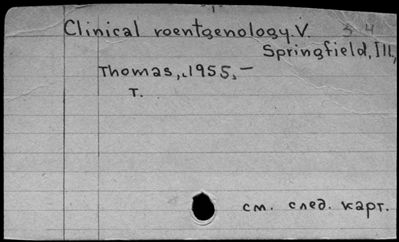 Clinical roentgenology. V. 3 4
Springfield, Ill,
Thomas, 1955, —
T.
см. след. карт.